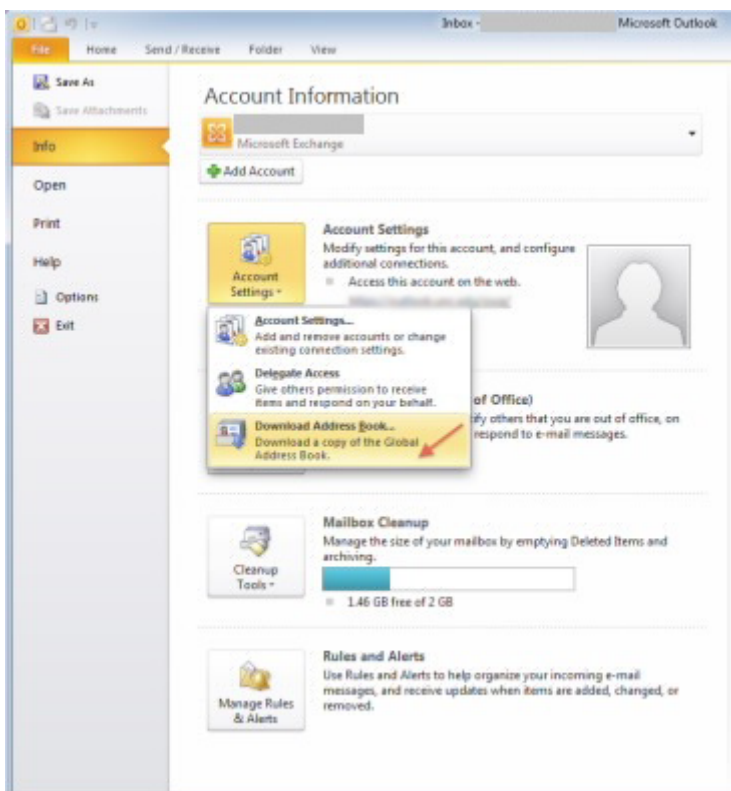 Inbox - Microsoft Outlook
File Home Send / Receive Folder View
Save As
Save Attachments
Info
Open
Print
Help
Options
Exit
Account Information
Microsoft Exchange
Add Account
Account Settings
Account Settings
Modify settings for this account, and configure
additional connections.
Access this account on the web.
Account Settings...
Add and remove accounts or change
existing connection settings.
Delegate Access
Give others permission to receive
items and respond on your behalf.
Download Address Book...
Download a copy of the Global
Address Book.
of Office)
ify others that you are out of office, on
respond to e-mail messages.
Cleanup
Tools
Mailbox Cleanup
Manage the size of your mailbox by emptying Deleted Items and
archiving.
1.46 GB free of 2 GB
Manage Rules
& Alerts
Rules and Alerts
Use Rules and Alerts to help organize your incoming e-mail
messages, and receive updates when items are added, changed, or
removed.